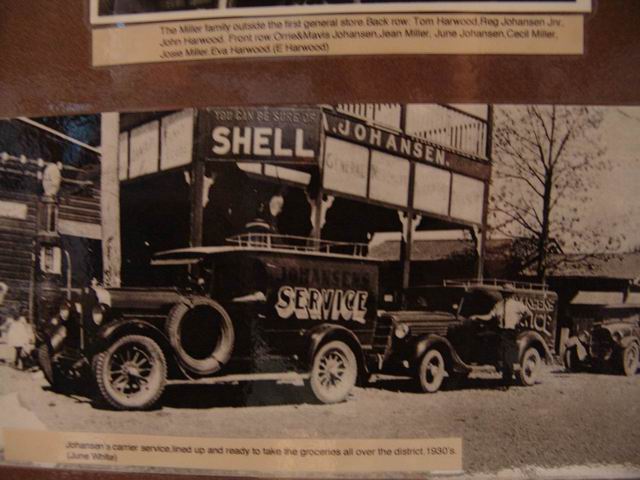 The Miller family outside the first general store. Back row: Tom Harwood,Reg Johansen Jnr,
John Harwood. Front row:Orrie&Mavis Johansen,Jean Miller, June Johansen,Cecil Miller,
Josie Miller.Eva Harwood.(E Harwood)
YOU CAN BE SURE OF
SHELL
.JOHANSEN.
GENERAL
JOHANSENS
SERVICE
Johansen's carrier service,lined up and ready to take the groceries all over the district.1930's.
(June White)